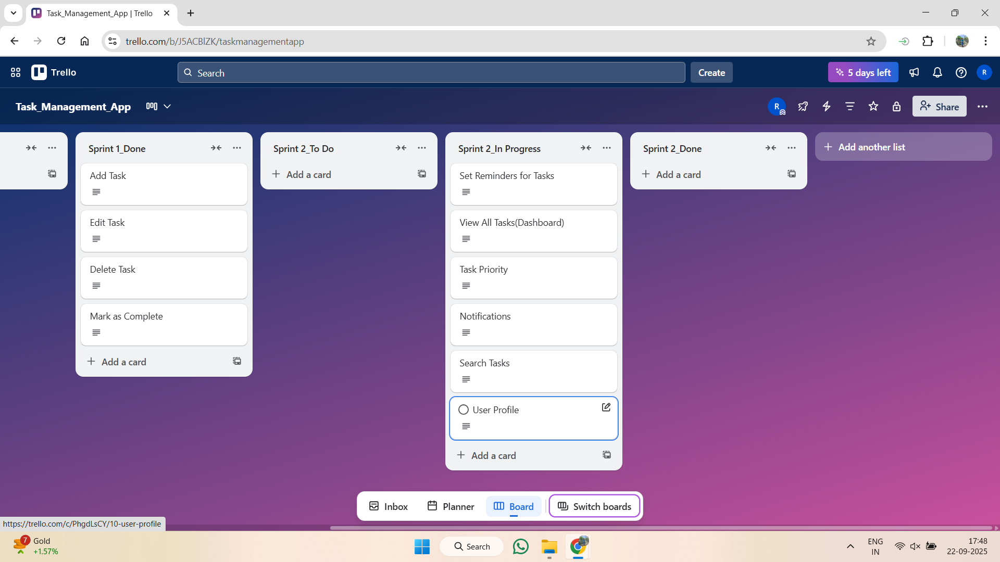 Task_Management_App | Trello
trello.com/b/J5ACBlZK/taskmanagementapp
Trello
Search
Create
5 days left
R
Task_Management_App
R
Share
Sprint 1_Done
Add Task
Edit Task
Delete Task
Mark as Complete
Add a card
Sprint 2_To Do
Add a card
Sprint 2_In Progress
Set Reminders for Tasks
View All Tasks(Dashboard)
Task Priority
Notifications
Search Tasks
User Profile
Add a card
Sprint 2_Done
Add a card
Add another list
Inbox
Planner
Board
Switch boards
https://trello.com/c/PhgdLsCY/10-user-profile
7
Gold
+1.57%
Search
ENG
IN
17:48
22-09-2025